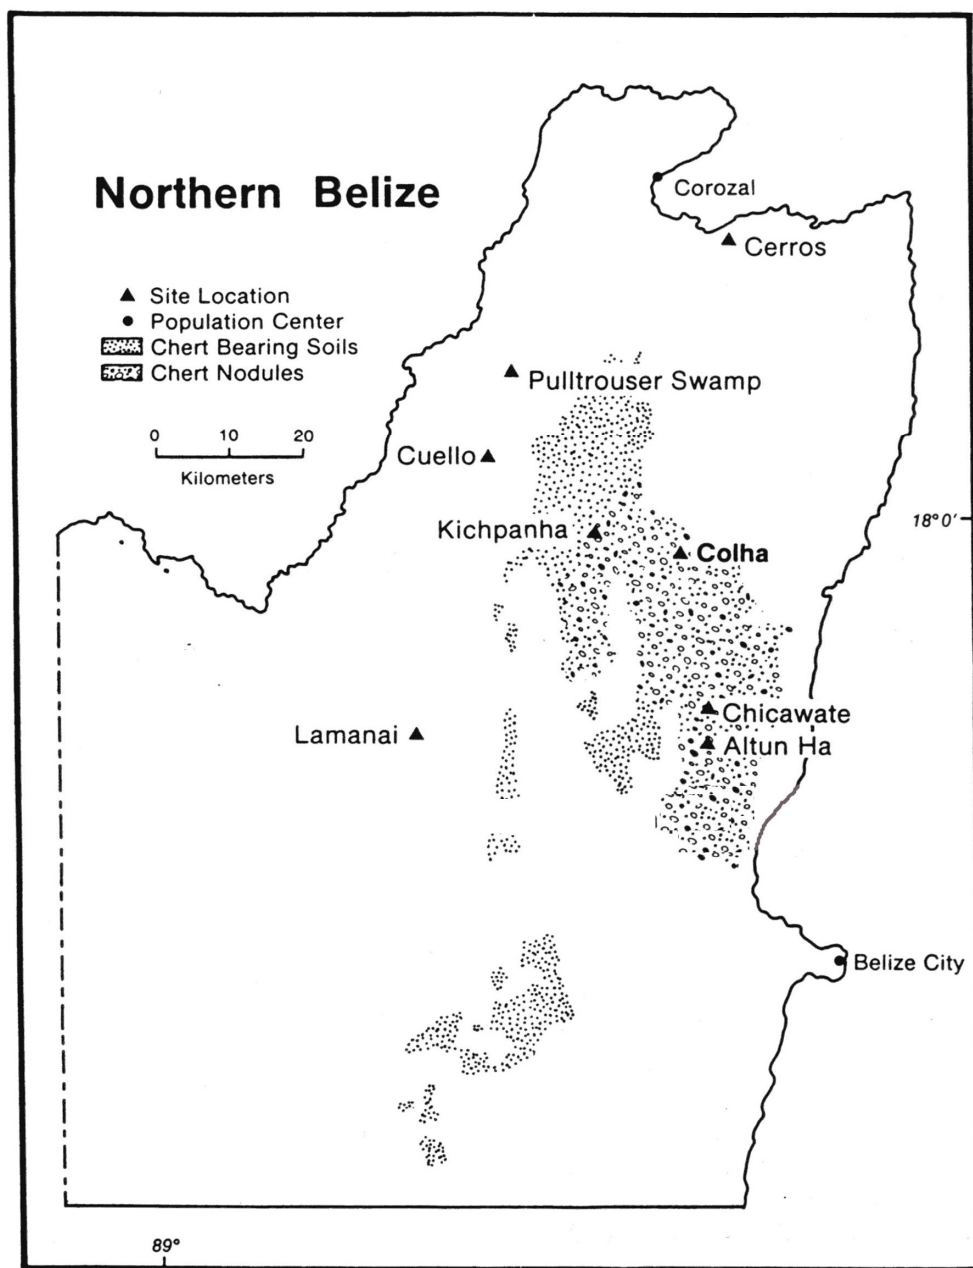 Northern Belize
Site Location
Population Center
Chert Bearing Soils
Chert Nodules
0 10 20
Kilometers
Corozal
Cerros
Pulltrouser Swamp
Cuello
Kichpanha
Colha
18°0'
Chicawate
Lamanai
Altun Ha
Belize City
89°